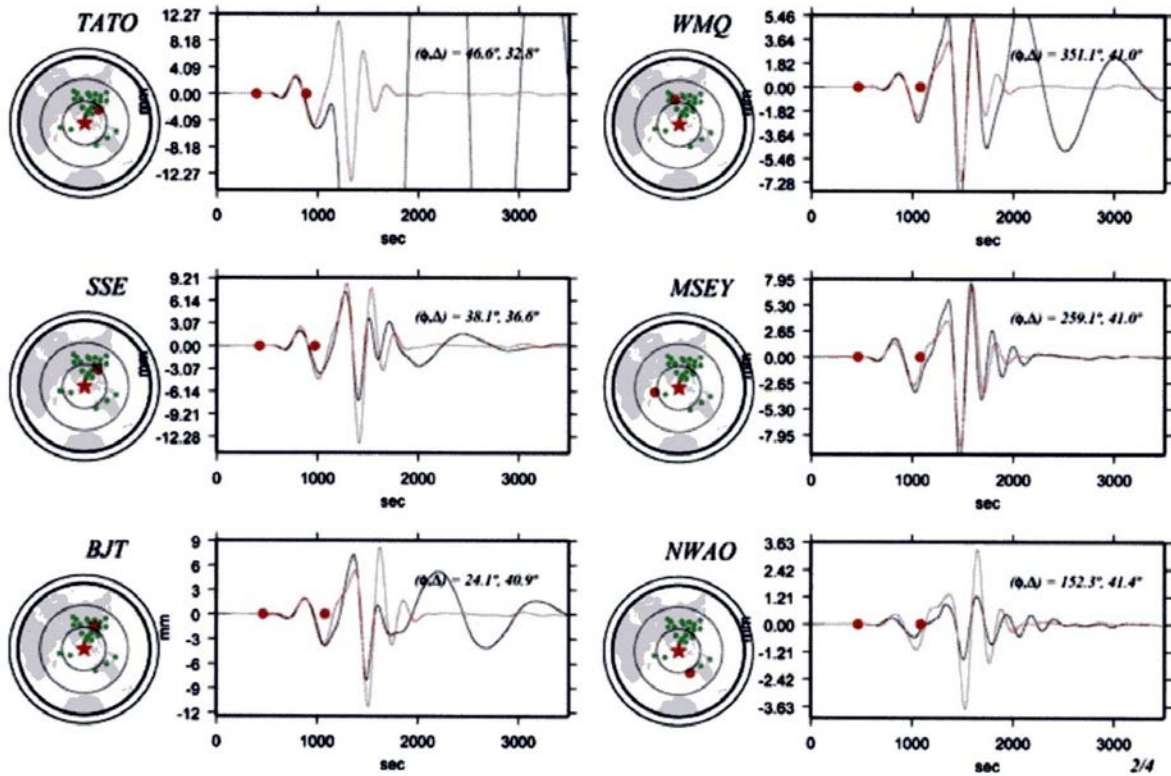 TATO
12.27
8.18
4.09
0.00
-4.09
-8.18
-12.27
mm
(ϕ,Δ) = 46.6°, 32.8°
0 1000 2000 3000
sec
WMQ
5.46
3.64
1.82
0.00
-1.82
-3.64
-5.46
-7.28
mm
(ϕ,Δ) = 351.1°, 41.0°
0 1000 2000 3000
sec
SSE
9.21
6.14
3.07
0.00
-3.07
-6.14
-9.21
-12.28
mm
(ϕ,Δ) = 38.1°, 36.6°
0 1000 2000 3000
sec
MSEY
7.95
5.30
2.65
0.00
-2.65
-5.30
-7.95
mm
(ϕ,Δ) = 259.1°, 41.0°
0 1000 2000 3000
sec
BJT
9
6
3
0
-3
-6
-9
-12
mm
(ϕ,Δ) = 24.1°, 40.9°
0 1000 2000 3000
sec
NWAO
3.63
2.42
1.21
0.00
-1.21
-2.42
-3.63
mm
(ϕ,Δ) = 152.3°, 41.4°
0 1000 2000 3000
sec
2/4